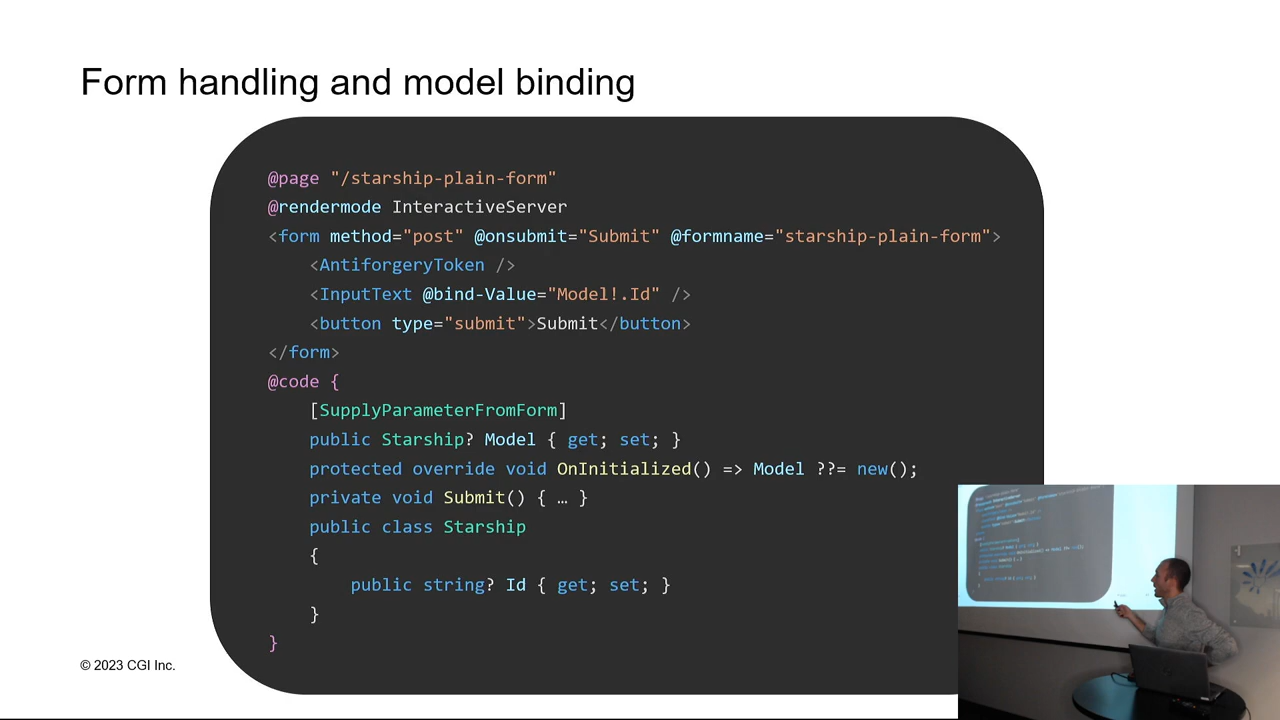 Form handling and model binding
@page "/starship-plain-form"
@rendermode InteractiveServer
<form method="post" @onsubmit="Submit" @formname="starship-plain-form">
    <AntiforgeryToken />
    <InputText @bind-Value="Model!.Id" />
    <button type="submit">Submit</button>
</form>
@code {
    [SupplyParameterFromForm]
    public Starship? Model { get; set; }
    protected override void OnInitialized() => Model ??= new();
    private void Submit() { … }
    public class Starship
    {
        public string? Id { get; set; }
    }
}
© 2023 CGI Inc.